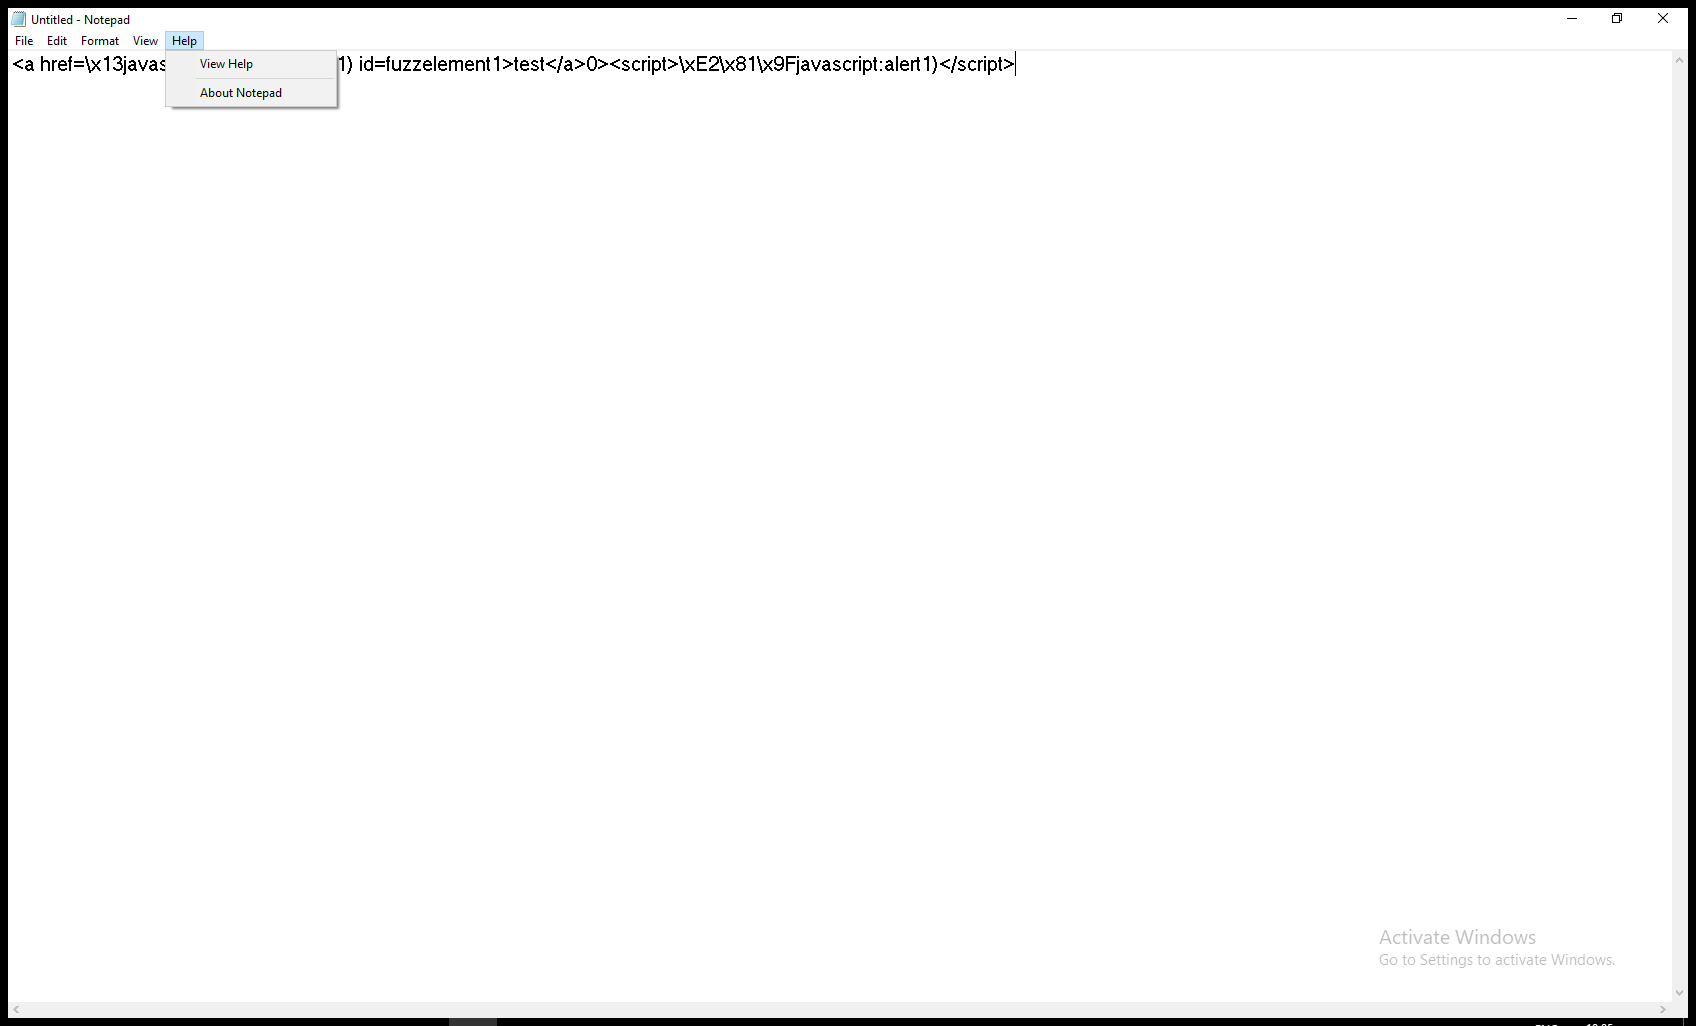 Untitled - Notepad
File Edit Format View Help
<a href=\x13javas 1) id=fuzzelement1>test</a>0><script>\xE2\x81\x9Fjavascript:alert1)</script>
View Help
About Notepad
Activate Windows
Go to Settings to activate Windows.